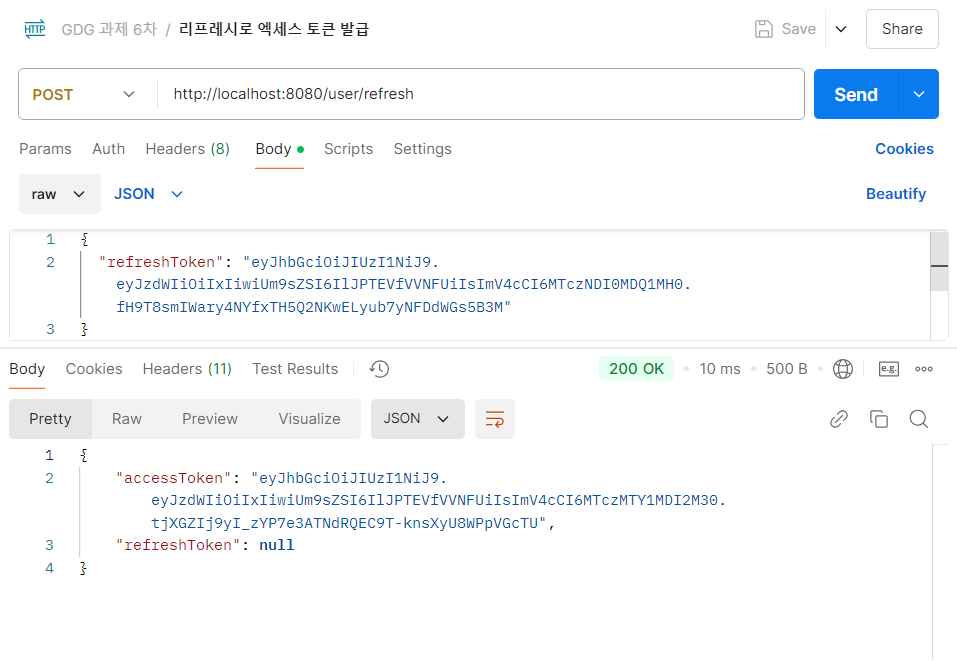 HTTP GDG 과제 6차 / 리프레시로 엑세스 토큰 발급 Save Share
POST http://localhost:8080/user/refresh Send
Params Auth Headers (8) Body Scripts Settings Cookies
raw JSON Beautify
1 {
2 "refreshToken": "eyJhbGciOiJIUzI1NiJ9.
eyJzdWIiOiIxIiwiUm9sZSI6IlJPTEVfVVNFUiIsImV4cCI6MTczNDI0MDQ1MH0.
fH9T8smIWary4NYfxTH5Q2NKwELyub7yNFDdWGs5B3M"
3 }
Body Cookies Headers (11) Test Results 200 OK 10 ms 500 B e.g.
Pretty Raw Preview Visualize JSON
1 {
2 "accessToken": "eyJhbGciOiJIUzI1NiJ9.
eyJzdWIiOiIxIiwiUm9sZSI6IlJPTEVfVVNFUiIsImV4cCI6MTczMTY1MDI2M30.
tjXGZIj9yI_zYP7e3ATNdRQEC9T-knsXyU8WPpVGcTU",
3 "refreshToken": null
4 }